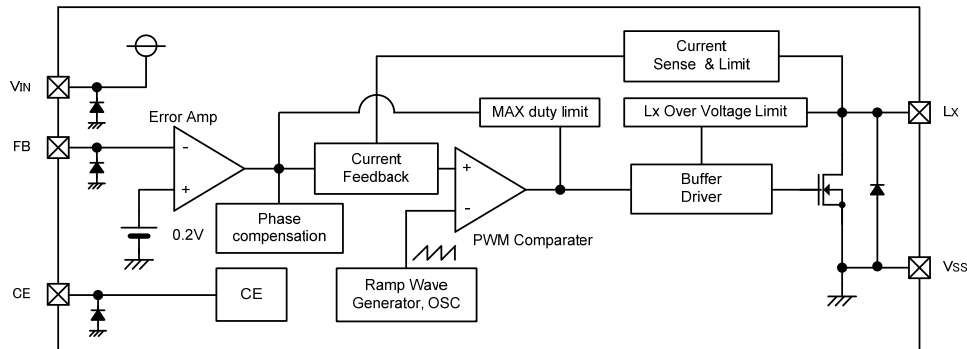 Current
Sense & Limit
VIN
Error Amp
MAX duty limit
Lx Over Voltage Limit
LX
FB
-
+
Current
Feedback
+
-
Buffer
Driver
0.2V
Phase
compensation
PWM Comparater
VSS
CE
CE
Ramp Wave
Generator, OSC